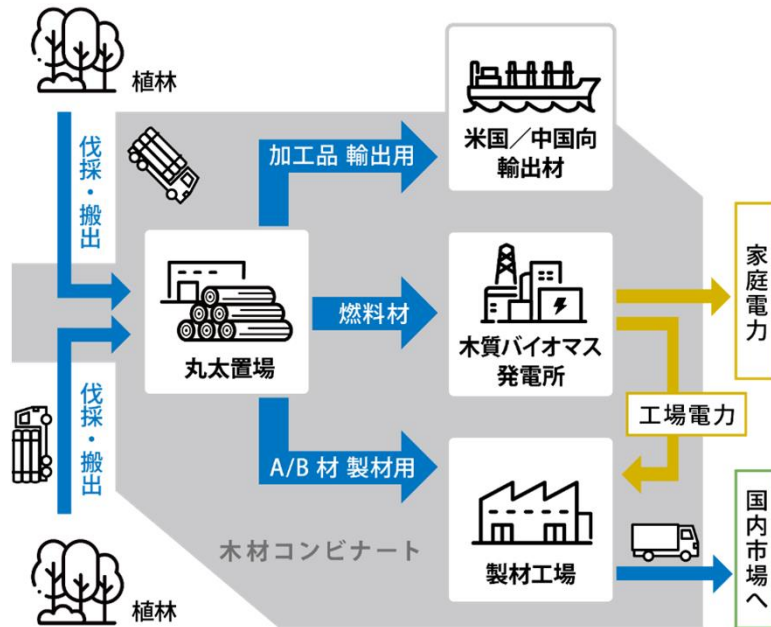 植林
伐採・搬出
加工品 輸出用
米国／中国向
輸出材
丸太置場
燃料材
木質バイオマス
発電所
家庭電力
工場電力
伐採・搬出
A/B 材 製材用
木材コンビナート
製材工場
国内市場へ
植林